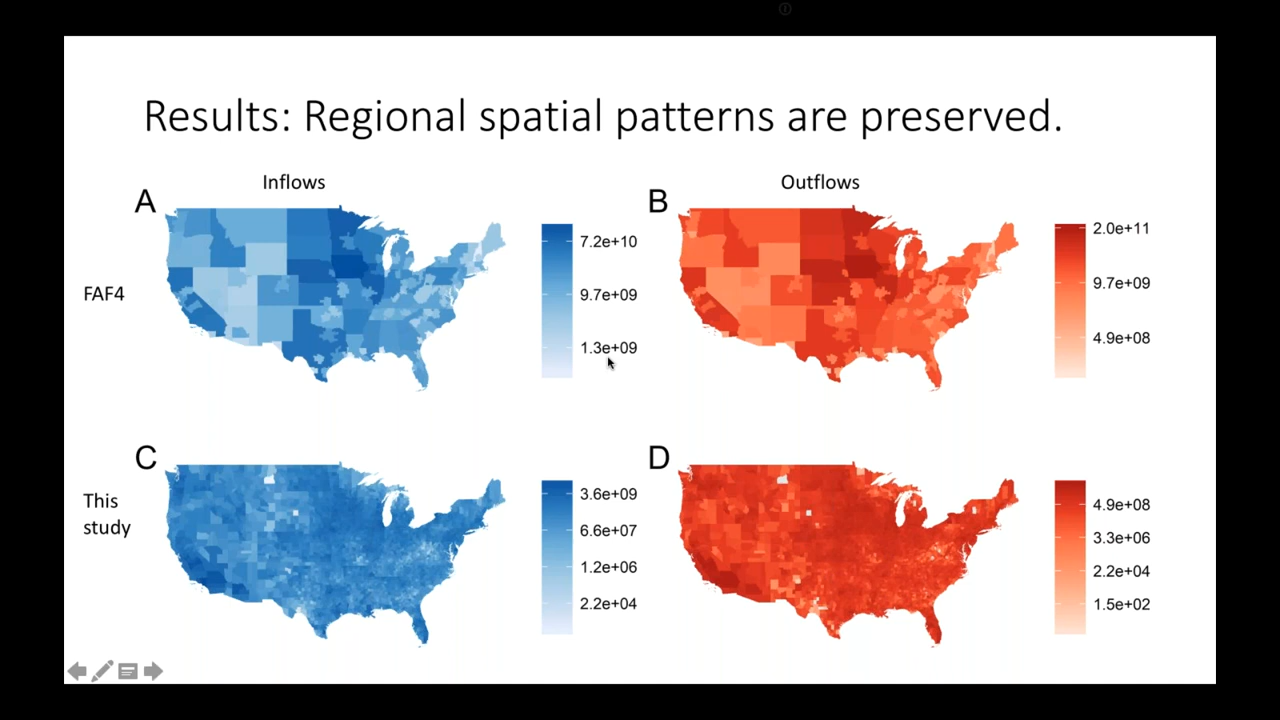 Results: Regional spatial patterns are preserved.
Inflows
Outflows
A
B
FAF4
7.2e+10
9.7e+09
1.3e+09
2.0e+11
9.7e+09
4.9e+08
C
D
This
study
3.6e+09
6.6e+07
1.2e+06
2.2e+04
4.9e+08
3.3e+06
2.2e+04
1.5e+02